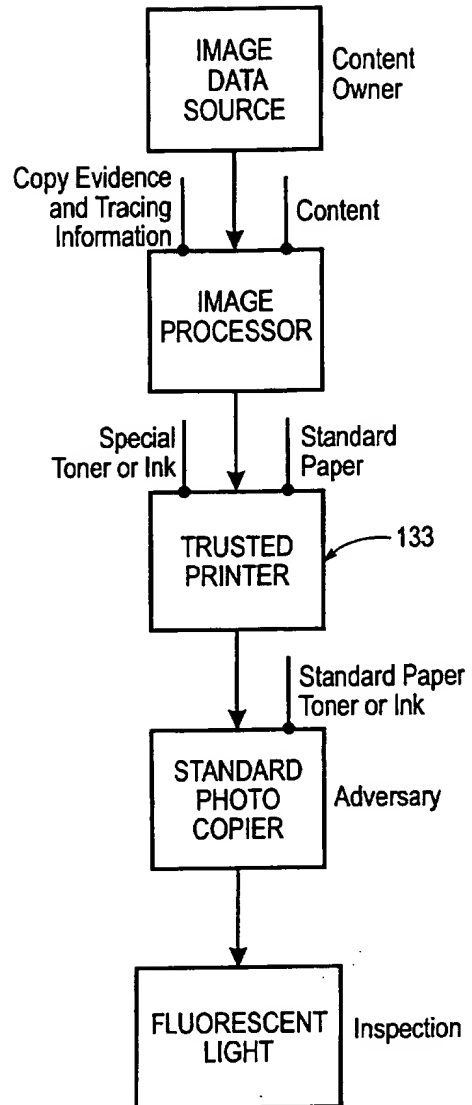 IMAGE
DATA
SOURCE
Content
Owner
Copy Evidence
and Tracing
Information
Content
IMAGE
PROCESSOR
Special
Toner or Ink
Standard
Paper
TRUSTED
PRINTER
133
Standard Paper
Toner or Ink
STANDARD
PHOTO
COPIER
Adversary
FLUORESCENT
LIGHT
Inspection